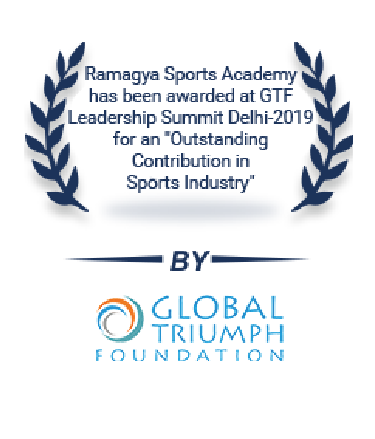 Ramagya Sports Academy
has been awarded at GTF
Leadership Summit Delhi-2019
for an "Outstanding
Contribution in
Sports Industry"
BY
GLOBAL
TRIUMPH
FOUNDATION